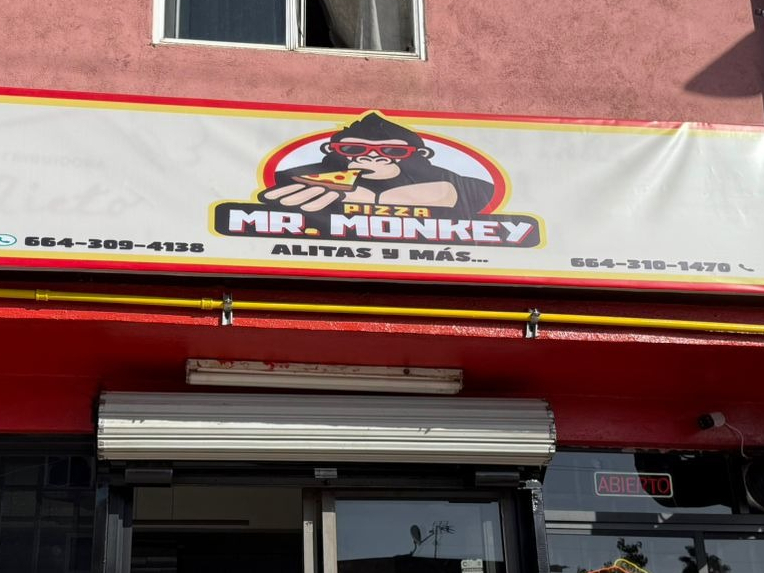 PIZZA
MR. MONKEY
ALITAS Y MÁS...
664-309-4138
664-310-1470
ABIERTO